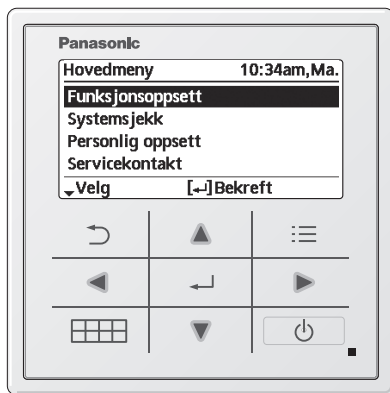 Panasonic
Hovedmeny 10:34am,Ma.
Funksjonsoppsett
Systemsjekk
Personlig oppsett
Servicekontakt
Velg [↵]Bekreft